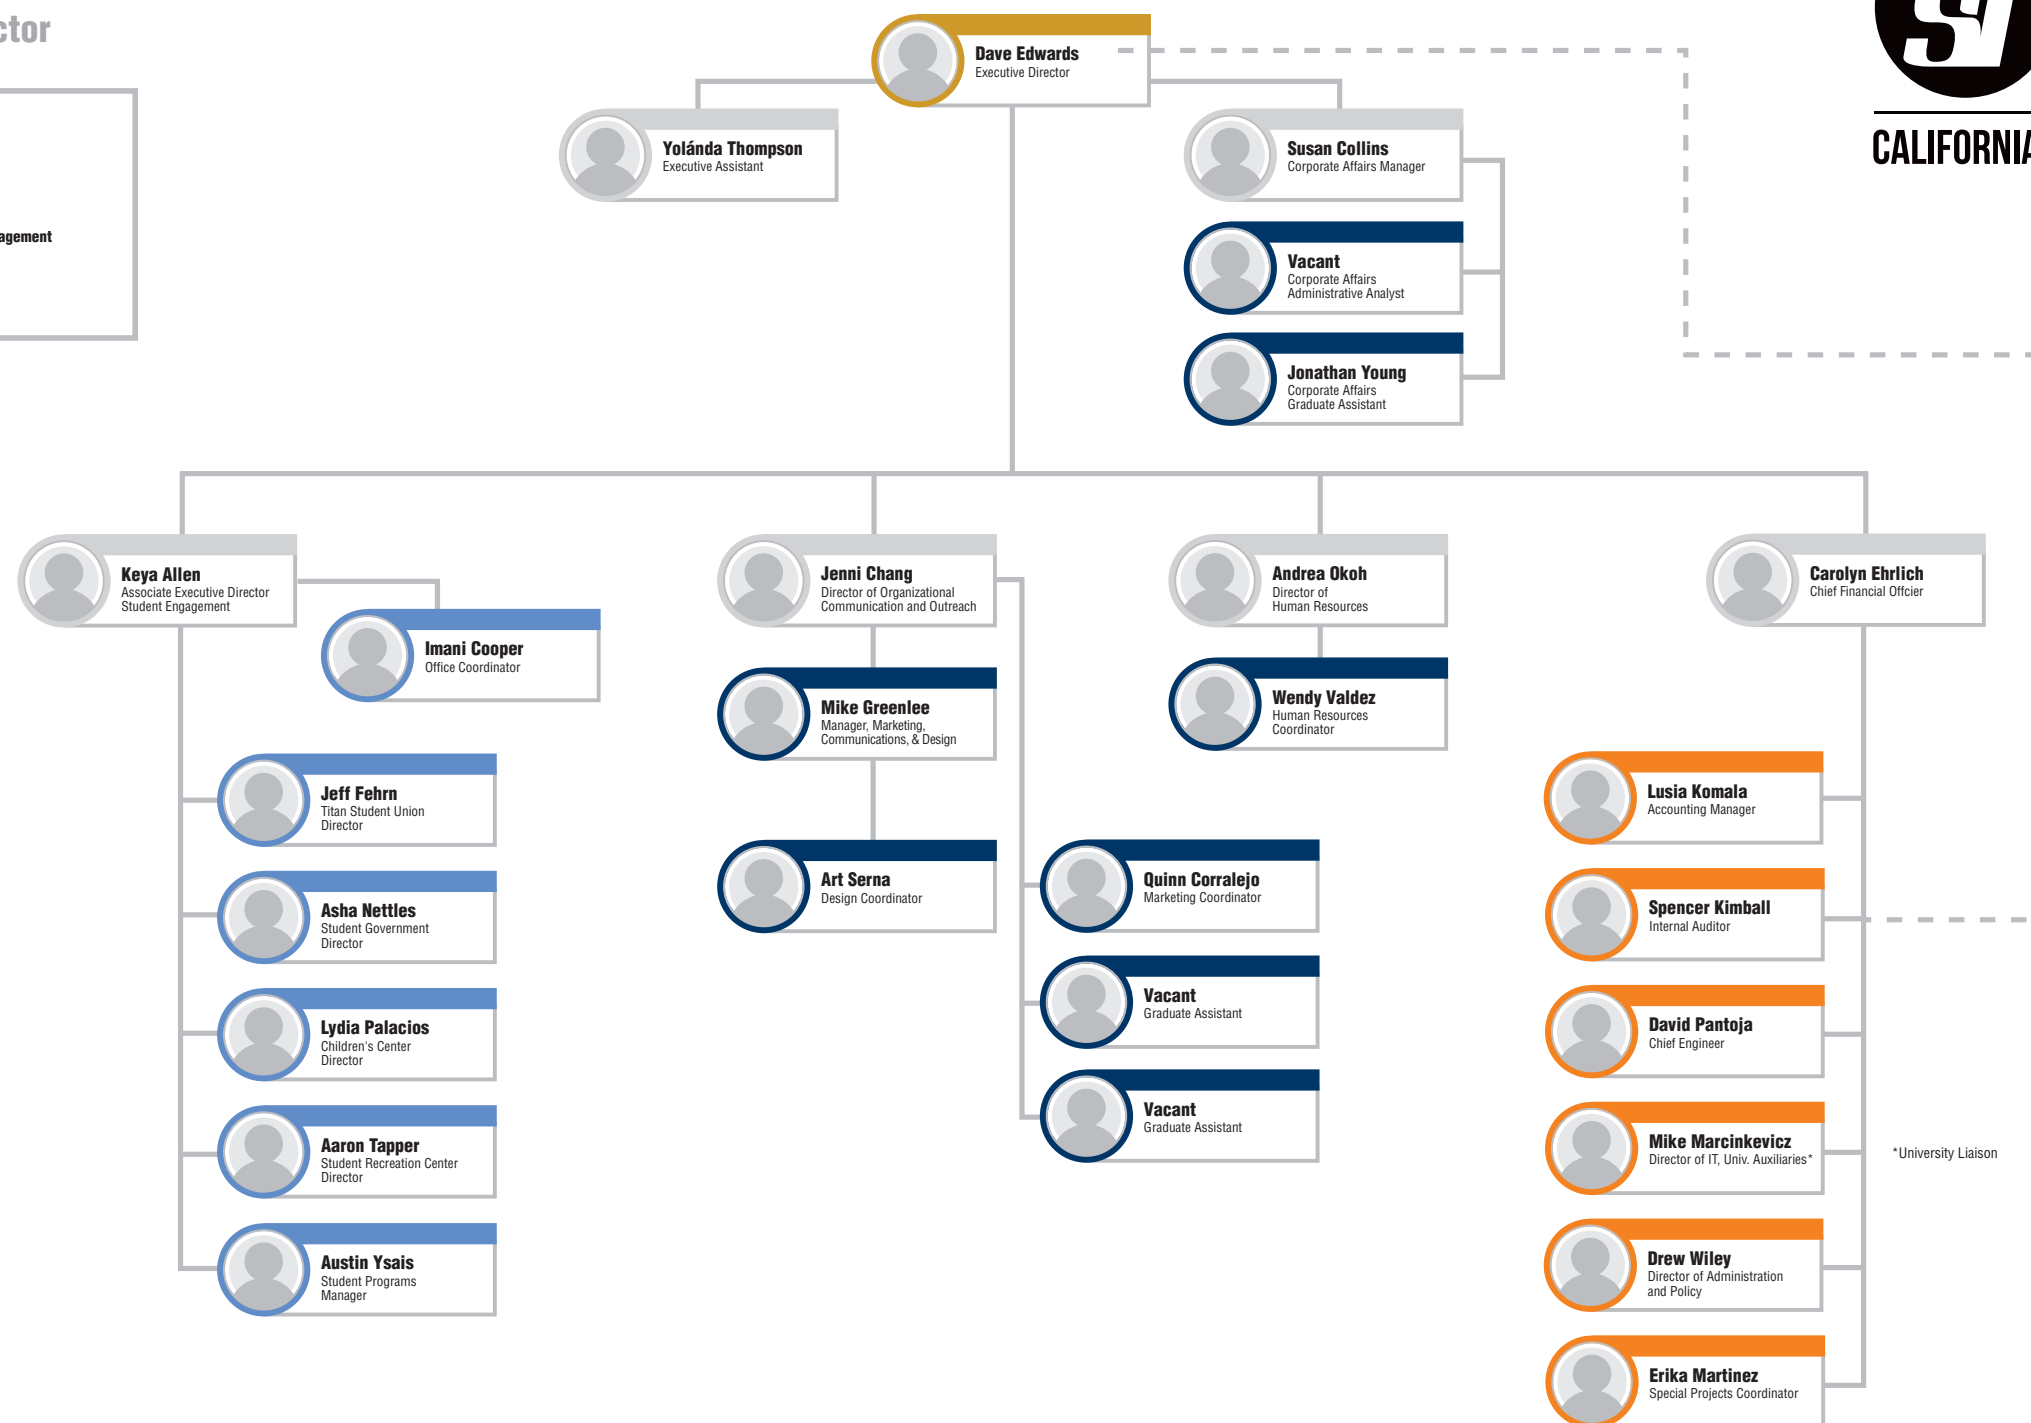 Dave Edwards
Executive Director
Yolánda Thompson
Executive Assistant
Susan Collins
Corporate Affairs Manager
CALIFORNIA
Vacant
Corporate Affairs
Administrative Analyst
Jonathan Young
Corporate Affairs
Graduate Assistant
Keya Allen
Associate Executive Director
Student Engagement
Imani Cooper
Office Coordinator
Jeff Fehrn
Titan Student Union
Director
Asha Nettles
Student Government
Director
Lydia Palacios
Children's Center
Director
Aaron Tapper
Student Recreation Center
Director
Austin Ysais
Student Programs
Manager
Jenni Chang
Director of Organizational
Communication and Outreach
Mike Greenlee
Manager, Marketing,
Communications, & Design
Art Serna
Design Coordinator
Quinn Corralejo
Marketing Coordinator
Vacant
Graduate Assistant
Vacant
Graduate Assistant
Andrea Okoh
Director of
Human Resources
Wendy Valdez
Human Resources
Coordinator
Carolyn Ehrlich
Chief Financial Offcier
Lusia Komala
Accounting Manager
Spencer Kimball
Internal Auditor
David Pantoja
Chief Engineer
Mike Marcinkevicz
Director of IT, Univ. Auxiliaries*
*University Liaison
Drew Wiley
Director of Administration
and Policy
Erika Martinez
Special Projects Coordinator